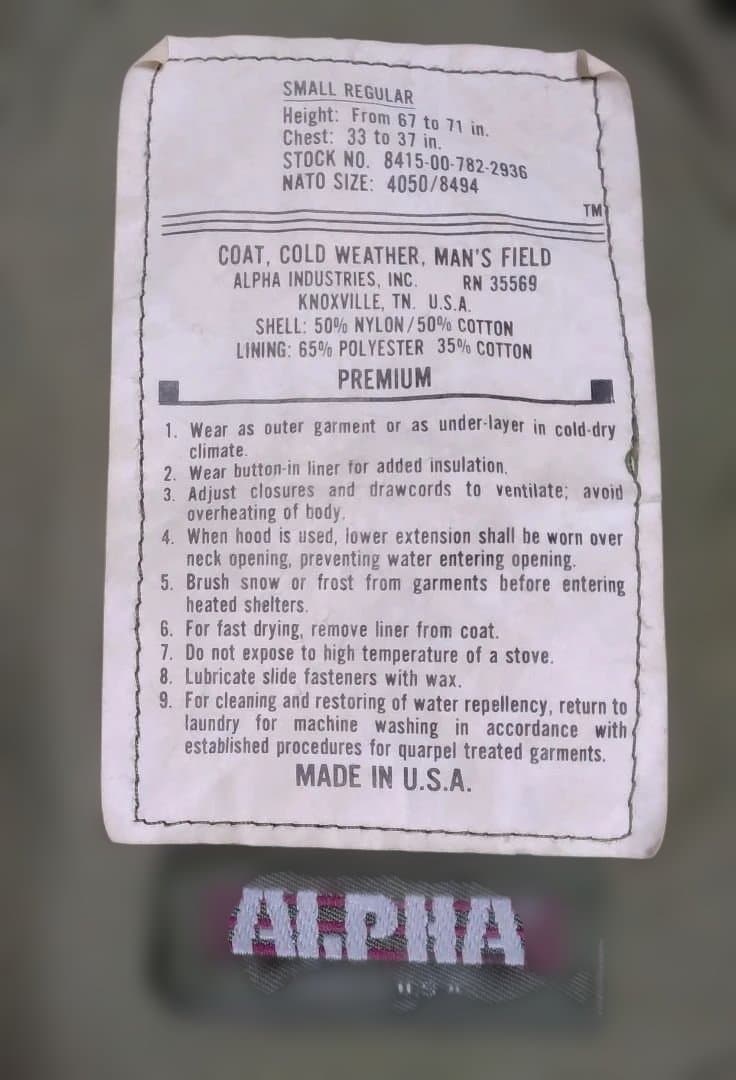 SMALL REGULAR
Height: From 67 to 71 in.
Chest: 33 to 37 in.
STOCK NO. 8415-00-782-2936
NATO SIZE: 4050/8494
TM
COAT, COLD WEATHER, MAN'S FIELD
ALPHA INDUSTRIES, INC. RN 35569
KNOXVILLE, TN. U.S.A.
SHELL: 50% NYLON/50% COTTON
LINING: 65% POLYESTER 35% COTTON
PREMIUM
1. Wear as outer garment or as under-layer in cold-dry
climate.
2. Wear button-in liner for added insulation.
3. Adjust closures and drawcords to ventilate; avoid
overheating of body.
4. When hood is used, lower extension shall be worn over
neck opening, preventing water entering opening.
5. Brush snow or frost from garments before entering
heated shelters.
6. For fast drying, remove liner from coat.
7. Do not expose to high temperature of a stove.
8. Lubricate slide fasteners with wax.
9. For cleaning and restoring of water repellency, return to
laundry for machine washing in accordance with
established procedures for quarpel treated garments.
MADE IN U.S.A.
ALPHA